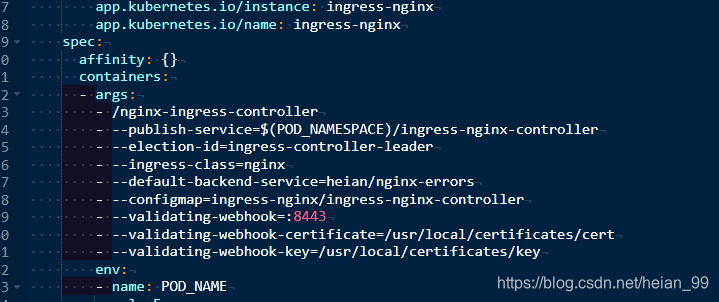 7 app.kubernetes.io/instance: ingress-nginx
8 app.kubernetes.io/name: ingress-nginx
9 spec:
0 affinity: {}
1 containers:
2 - args:
3 - /nginx-ingress-controller
4 - --publish-service=$(POD_NAMESPACE)/ingress-nginx-controller
5 - --election-id=ingress-controller-leader
6 - --ingress-class=nginx
7 - --default-backend-service=heian/nginx-errors
8 - --configmap=ingress-nginx/ingress-nginx-controller
9 - --validating-webhook=:8443
0 - --validating-webhook-certificate=/usr/local/certificates/cert
1 - --validating-webhook-key=/usr/local/certificates/key
2 env:
3 - name: POD_NAME
https://blog.csdn.net/heian_99